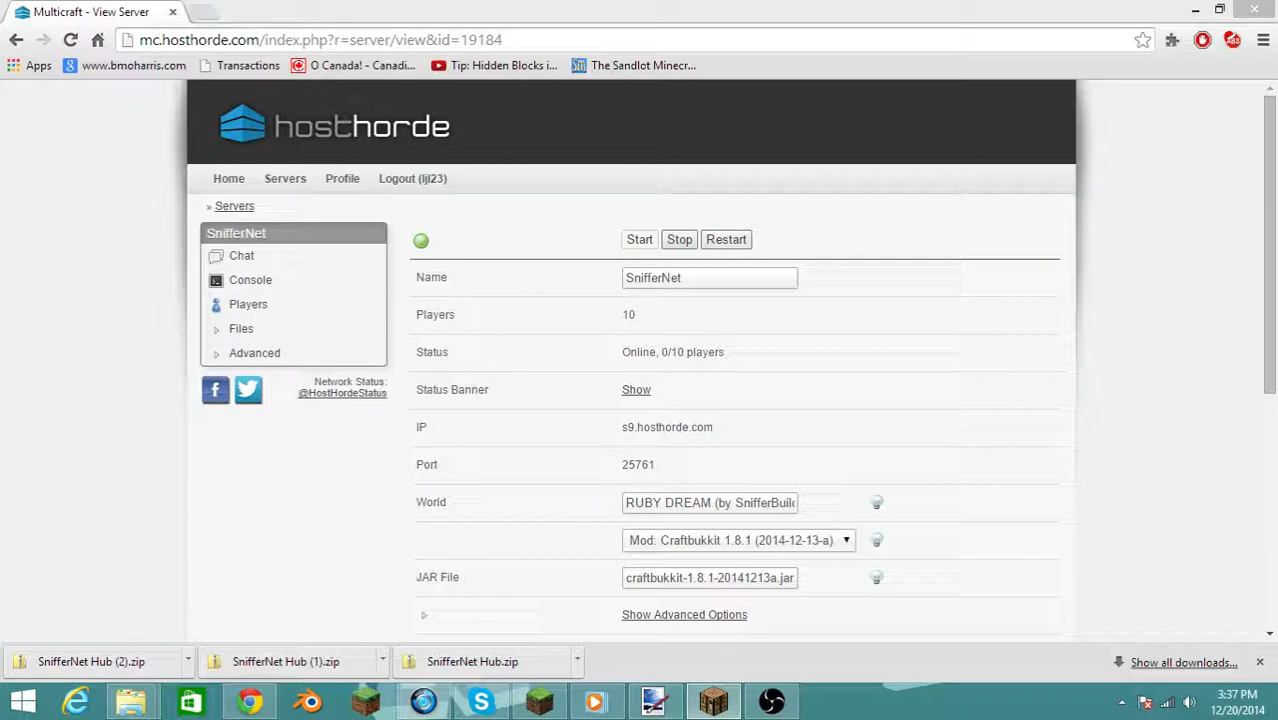 Multicraft - View Server
mc.hosthorde.com/index.php?r=server/view&id=19184
Apps www.bmoharris.com Transactions O Canada! - Canadi... Tip: Hidden Blocks i... The Sandlot Minecr...
hosthorde
Home Servers Profile Logout (ljl23)
» Servers
SnifferNet
Chat
Console
Players
Files
Advanced
Network Status:
@HostHordeStatus
Start Stop Restart
Name SnifferNet
Players 10
Status Online, 0/10 players
Status Banner Show
IP s9.hosthorde.com
Port 25761
World RUBY DREAM (by SnifferBuil
Mod: Craftbukkit 1.8.1 (2014-12-13-a)
JAR File craftbukkit-1.8.1-20141213a.jar
Show Advanced Options
SnifferNet Hub (2).zip SnifferNet Hub (1).zip SnifferNet Hub.zip Show all downloads...
3:37 PM
12/20/2014